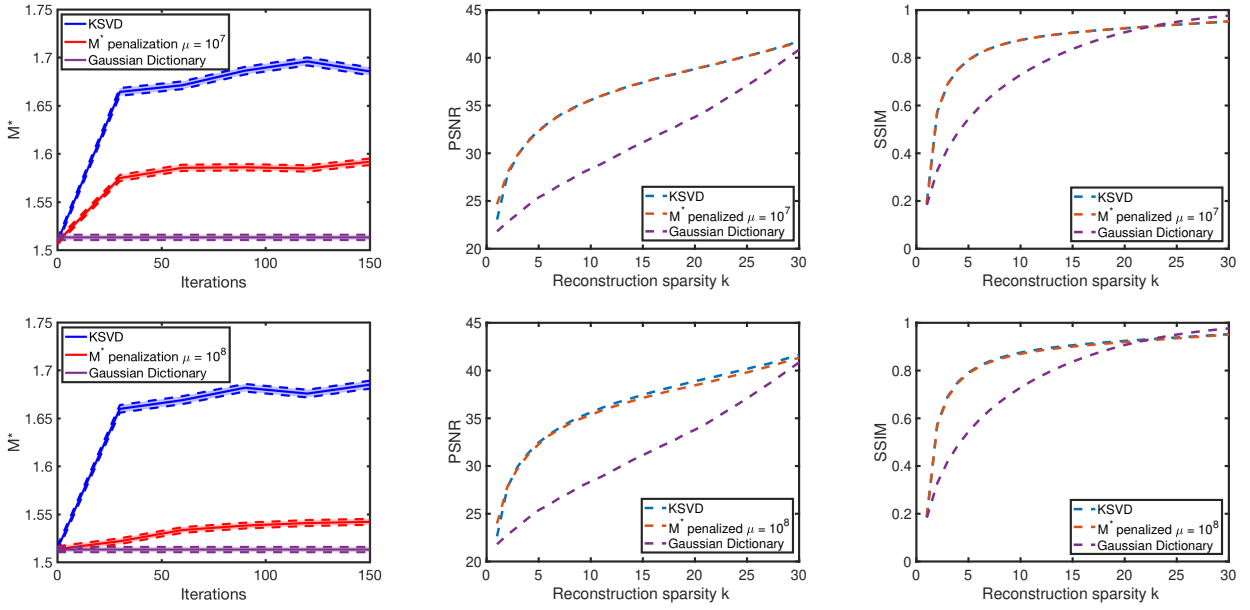 1.75
1.7
1.65
1.6
1.55
1.5
M*
KSVD
M* penalization μ = 10^7
Gaussian Dictionary
0 50 100 150
Iterations
45
40
35
30
25
20
PSNR
KSVD
M* penalized μ = 10^7
Gaussian Dictionary
0 5 10 15 20 25 30
Reconstruction sparsity k
1
0.8
0.6
0.4
0.2
0
SSIM
KSVD
M* penalized μ = 10^7
Gaussian Dictionary
0 5 10 15 20 25 30
Reconstruction sparsity k
1.75
1.7
1.65
1.6
1.55
1.5
M*
KSVD
M* penalization μ = 10^8
Gaussian Dictionary
0 50 100 150
Iterations
45
40
35
30
25
20
PSNR
KSVD
M* penalized μ = 10^8
Gaussian Dictionary
0 5 10 15 20 25 30
Reconstruction sparsity k
1
0.8
0.6
0.4
0.2
0
SSIM
KSVD
M* penalized μ = 10^8
Gaussian Dictionary
0 5 10 15 20 25 30
Reconstruction sparsity k